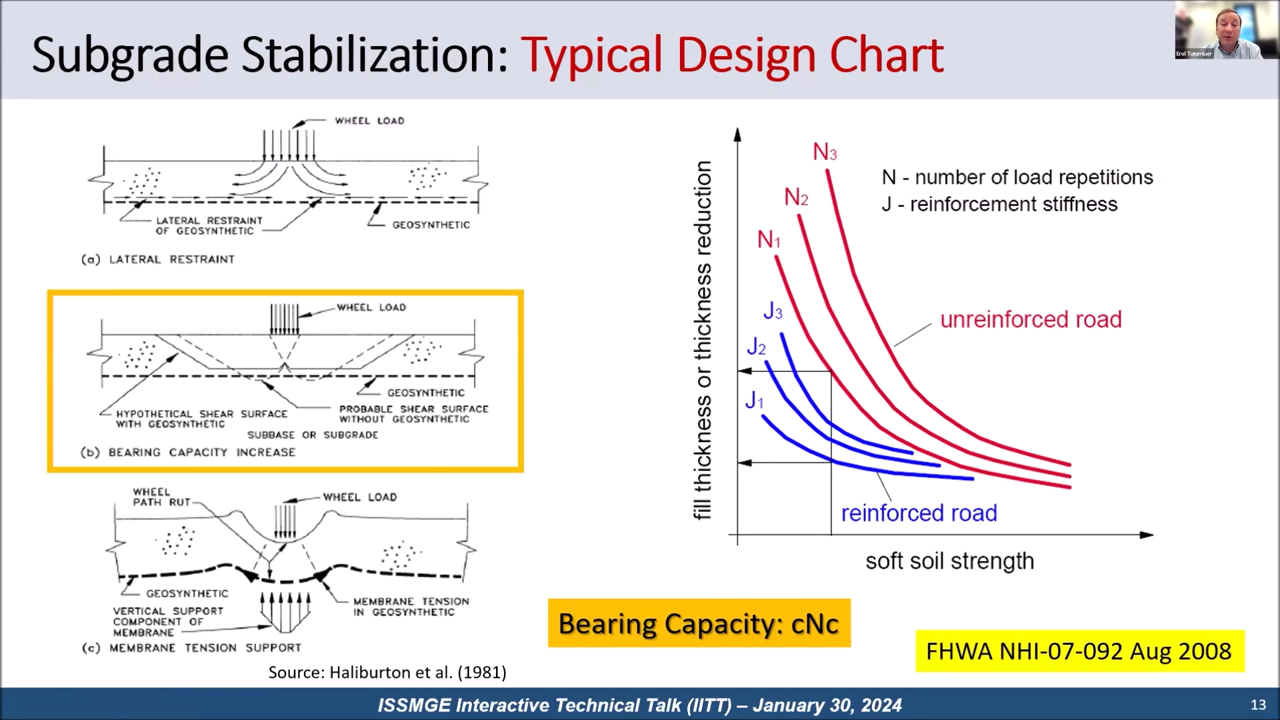 Subgrade Stabilization: Typical Design Chart
Erol Tutumluer
WHEEL LOAD
LATERAL RESTRAINT
OF GEOSYNTHETIC
GEOSYNTHETIC
(a) LATERAL RESTRAINT
WHEEL LOAD
GEOSYNTHETIC
HYPOTHETICAL SHEAR SURFACE
WITH GEOSYNTHETIC
PROBABLE SHEAR SURFACE
WITHOUT GEOSYNTHETIC
SUBBASE OR SUBGRADE
(b) BEARING CAPACITY INCREASE
WHEEL
PATH RUT
WHEEL LOAD
GEOSYNTHETIC
VERTICAL SUPPORT
COMPONENT OF
MEMBRANE
MEMBRANE TENSION
IN GEOSYNTHETIC
(c) MEMBRANE TENSION SUPPORT
Source: Haliburton et al. (1981)
fill thickness or thickness reduction
N3
N2
N1
J3
J2
J1
N - number of load repetitions
J - reinforcement stiffness
unreinforced road
reinforced road
soft soil strength
Bearing Capacity: cNc
FHWA NHI-07-092 Aug 2008
ISSMGE Interactive Technical Talk (IITT) – January 30, 2024
13